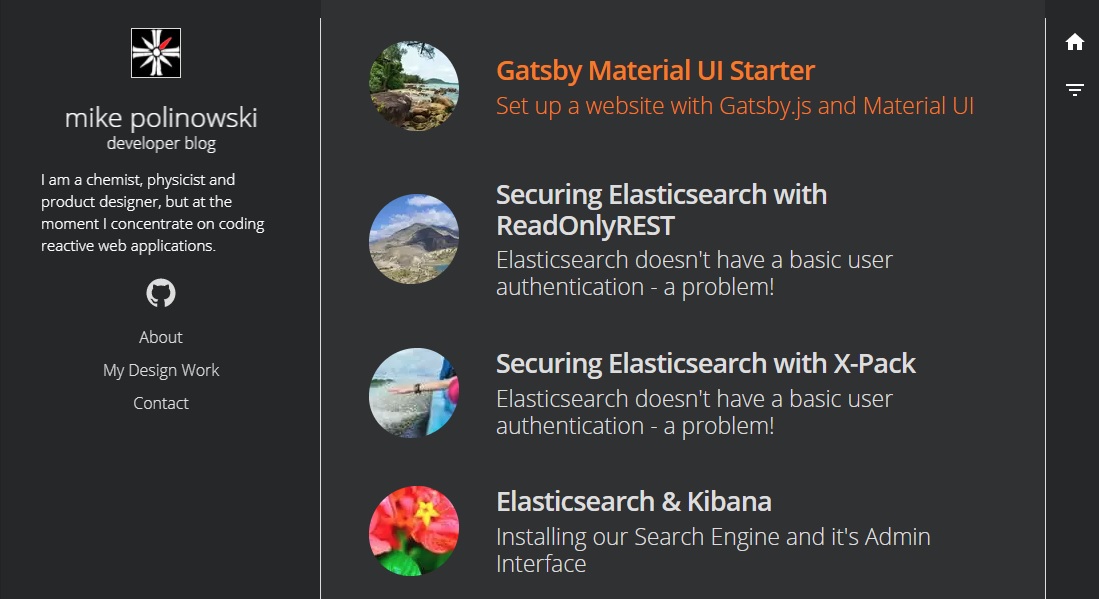 mike polinowski
developer blog
I am a chemist, physicist and
product designer, but at the
moment I concentrate on coding
reactive web applications.
About
My Design Work
Contact
Gatsby Material UI Starter
Set up a website with Gatsby.js and Material UI
Securing Elasticsearch with
ReadOnlyREST
Elasticsearch doesn't have a basic user
authentication - a problem!
Securing Elasticsearch with X-Pack
Elasticsearch doesn't have a basic user
authentication - a problem!
Elasticsearch & Kibana
Installing our Search Engine and it's Admin
Interface